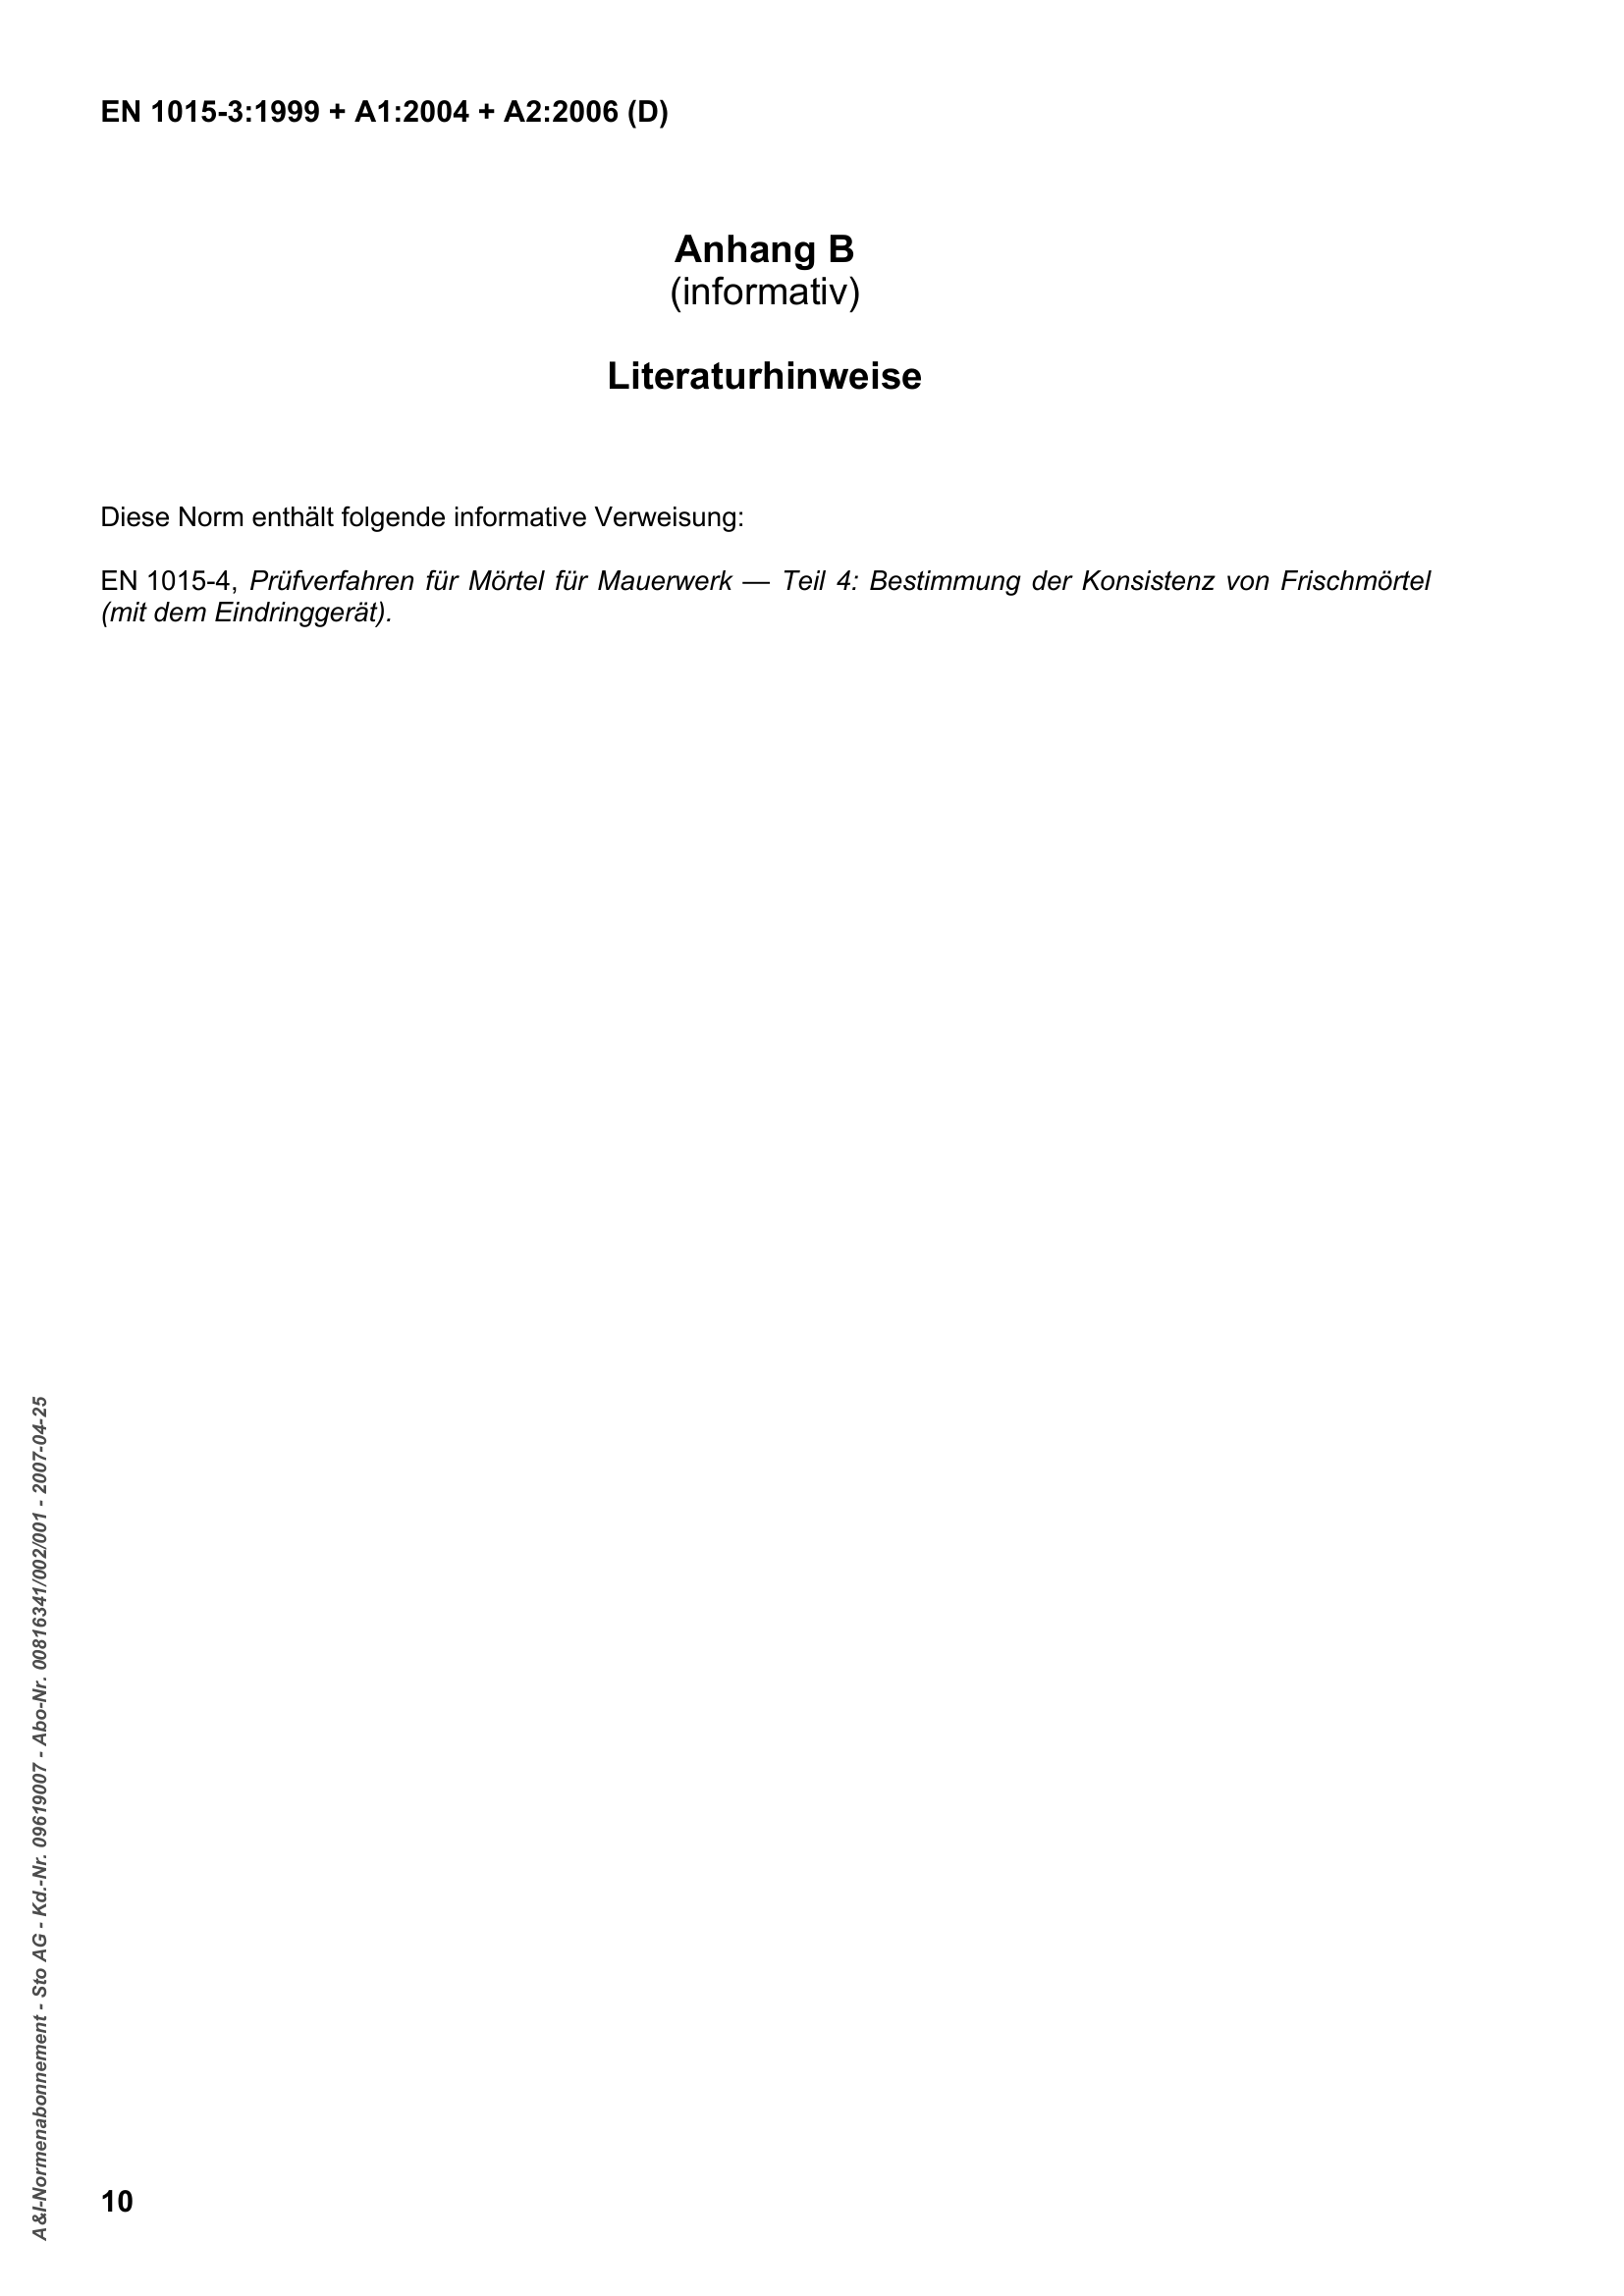 EN 1015-3:1999 + A1:2004 + A2:2006 (D)
Anhang B
(informativ)
Literaturhinweise
Diese Norm enthält folgende informative Verweisung:
EN 1015-4, Prüfverfahren für Mörtel für Mauerwerk — Teil 4: Bestimmung der Konsistenz von Frischmörtel
(mit dem Eindringgerät).
A&I-Normenabonnement - Sto AG - Kd.-Nr. 09619007 - Abo-Nr. 00816341/002/001 - 2007-04-25
10